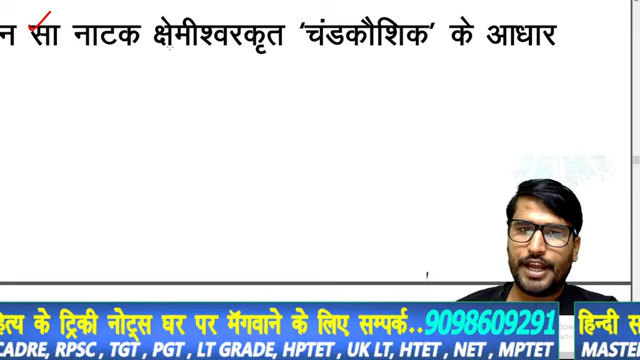 न सा नाटक क्षेमीश्वरकृत ‘चंडकौशिक’ के आधार
हित्य के ट्रिकी नोट्स घर पर मॅगवाने के लिए सम्पर्क..9098609291 हिन्दी स
CADRE, RPSC, TGT, PGT, LT GRADE, HPTET, UK LT, HTET, NET, MPTET MASTE